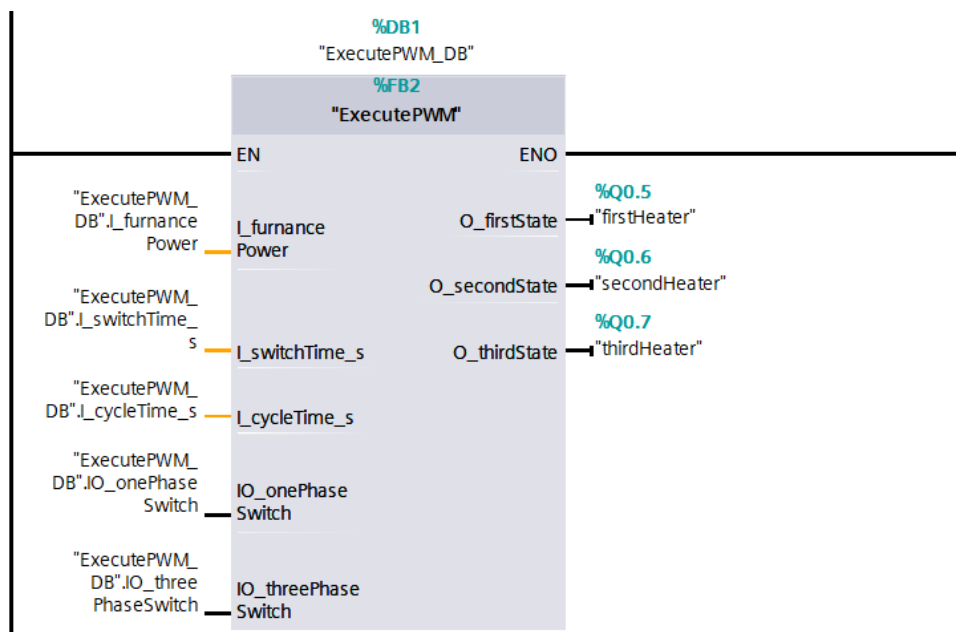 %DB1
"ExecutePWM_DB"
%FB2
"ExecutePWM"
EN
ENO
"ExecutePWM_
DB".I_furnance
Power
I_furnance
Power
O_firstState
%Q0.5
"firstHeater"
O_secondState
%Q0.6
"secondHeater"
"ExecutePWM_
DB".I_switchTime_
s
I_switchTime_s
O_thirdState
%Q0.7
"thirdHeater"
"ExecutePWM_
DB".I_cycleTime_s
I_cycleTime_s
"ExecutePWM_
DB".IO_onePhase
Switch
IO_onePhase
Switch
"ExecutePWM_
DB".IO_three
PhaseSwitch
IO_threePhase
Switch